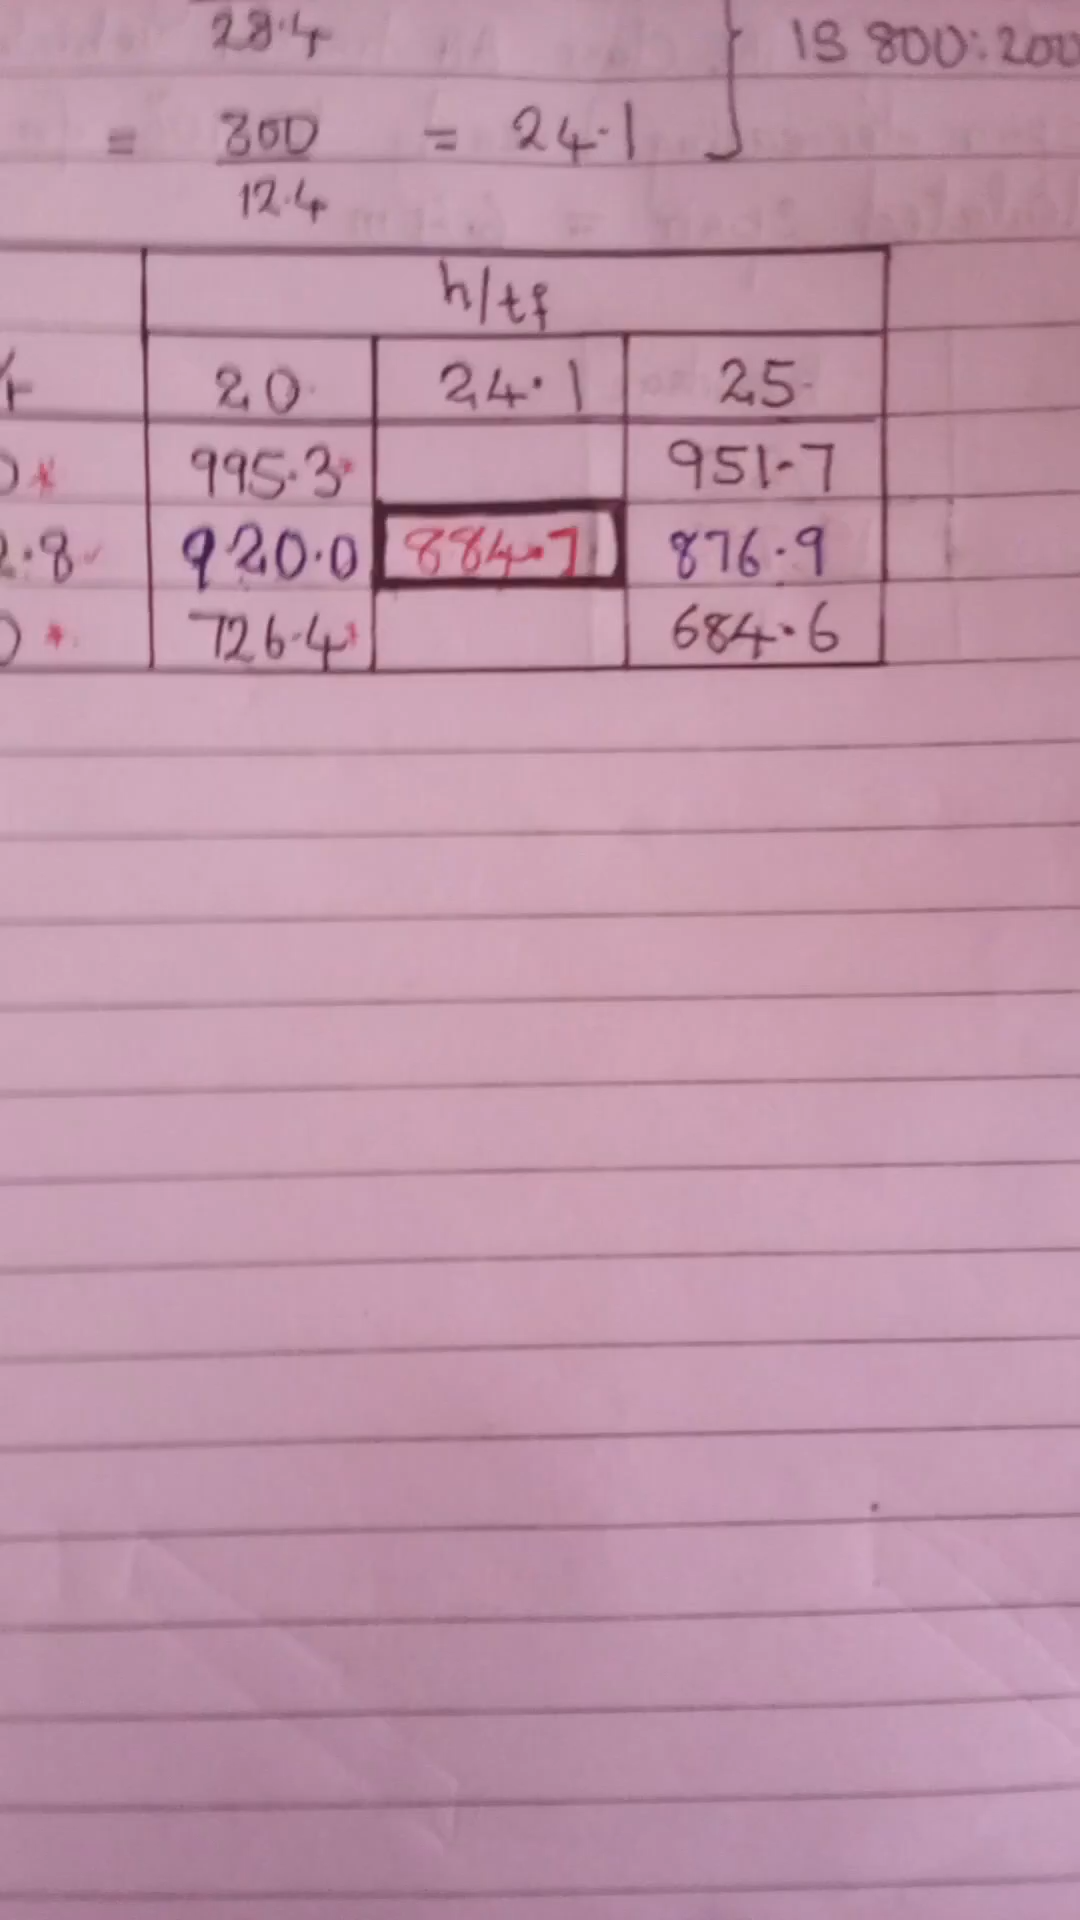 28.4
} IS 800:200
= 300/12.4 = 24.1
h/tf
20 24.1 25
995.3* 951.7
2.8 920.0 884.7 876.9
726.4* 684.6